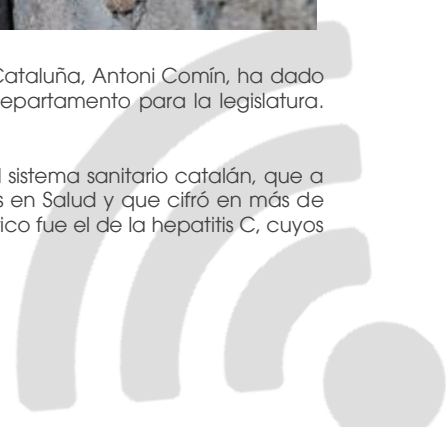 Cataluña, Antoni Comín, ha dado
epartamento para la legislatura.
l sistema sanitario catalán, que a
s en Salud y que cifró en más de
ico fue el de la hepatitis C, cuyos